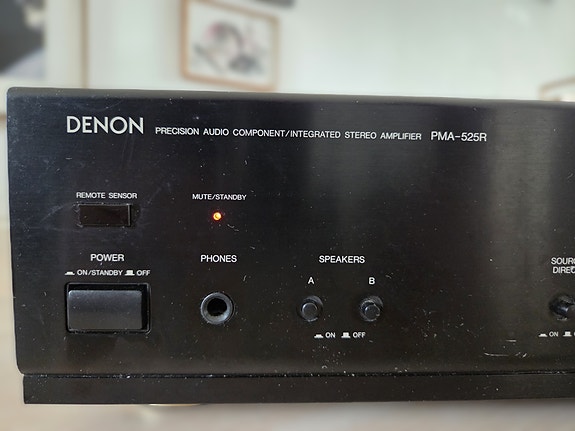 DENON PRECISION AUDIO COMPONENT/INTEGRATED STEREO AMPLIFIER PMA-525R
REMOTE SENSOR
MUTE/STANDBY
POWER
ON/STANDBY OFF
PHONES
SPEAKERS
A B
ON OFF
ON